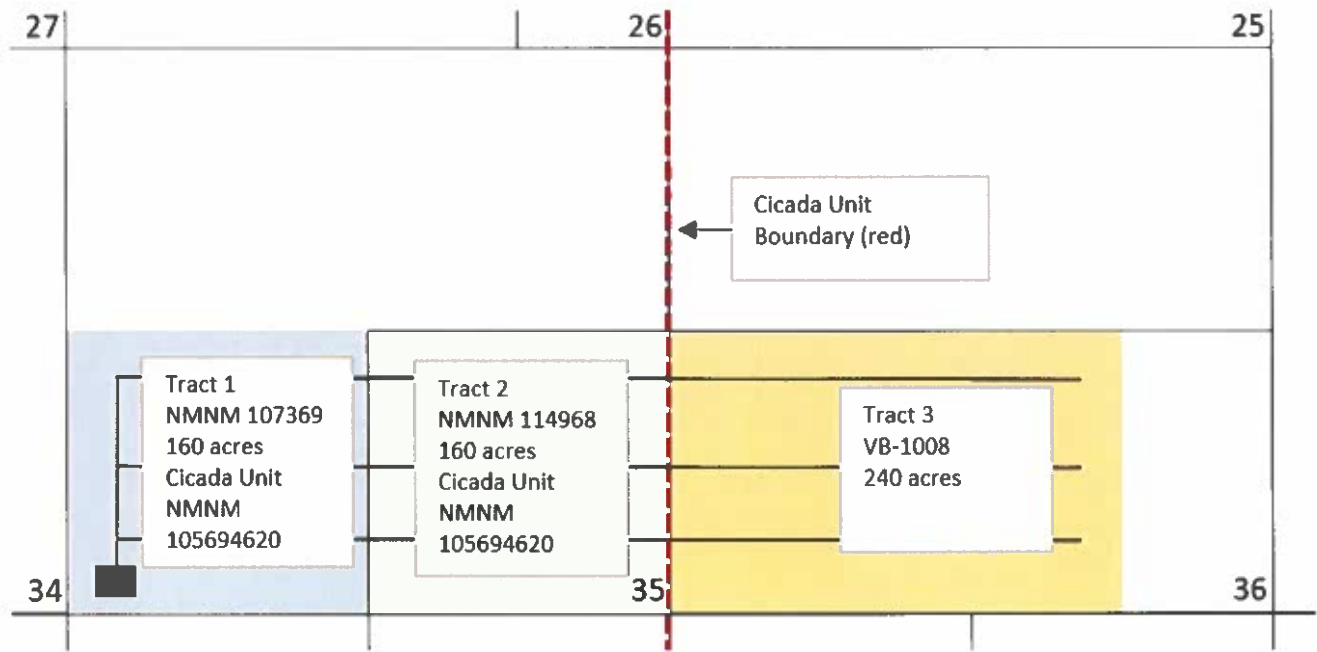 27
26
25
Cicada Unit
Boundary (red)
Tract 1
NMNM 107369
160 acres
Cicada Unit
NMNM
105694620
Tract 2
NMNM 114968
160 acres
Cicada Unit
NMNM
105694620
Tract 3
VB-1008
240 acres
34
35
36